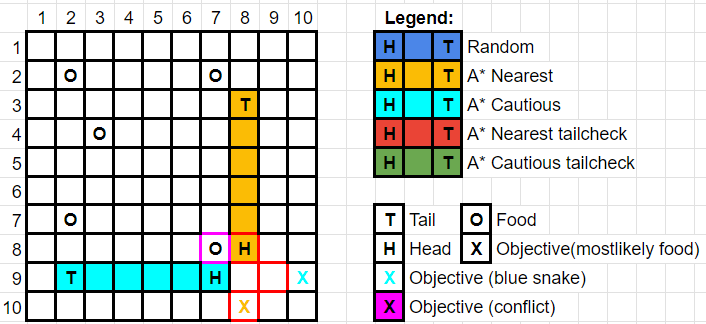 1 2 3 4 5 6 7 8 9 10 Legend:
1 H T Random
2 O O H T A* Nearest
3 T H T A* Cautious
4 O H T A* Nearest tailcheck
5 H T A* Cautious tailcheck
6
7 O T Tail O Food
8 O H H Head X Objective(mostlikely food)
9 T H X X Objective (blue snake)
10 X X Objective (conflict)